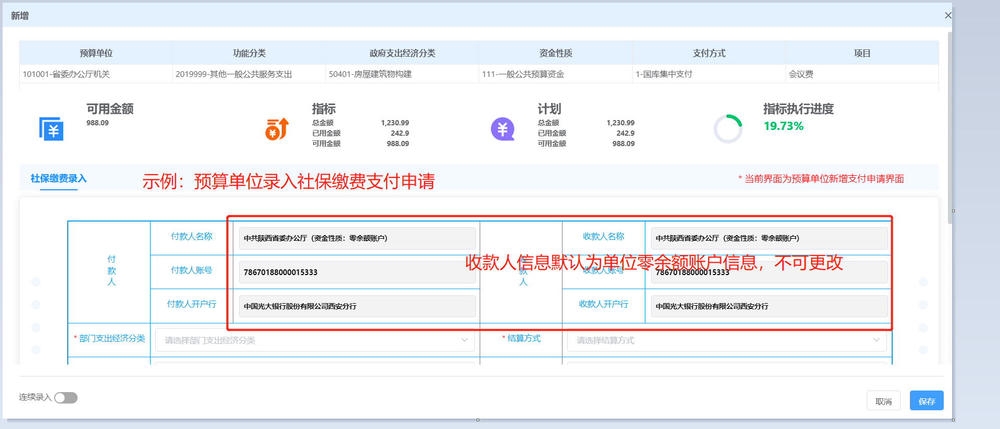 新增
预算单位 功能分类 政府支出经济分类 资金性质 支付方式 项目
101001-省委办公厅机关 2019999-其他一般公共服务支出 50401-房屋建筑物构建 111-一般公共预算资金 1-国库集中支付 会议费
可用金额
988.09
指标
总金额 1,230.99
已用金额 242.9
可用金额 988.09
计划
总金额 1,230.99
已用金额 242.9
可用金额 988.09
指标执行进度
19.73%
社保缴费录入
示例：预算单位录入社保缴费支付申请
* 当前界面为预算单位新增支付申请界面
付款人
付款人名称 中共陕西省委办公厅（资金性质：零余额账户）
付款人账号 78670188000015333
付款人开户行 中国光大银行股份有限公司西安分行
收款人
收款人名称 中共陕西省委办公厅（资金性质：零余额账户）
收款人账号 78670188000015333
收款人开户行 中国光大银行股份有限公司西安分行
收款人信息默认为单位零余额账户信息，不可更改
* 部门支出经济分类 请选择部门支出经济分类
* 结算方式 请选择结算方式
连续录入
取消 保存